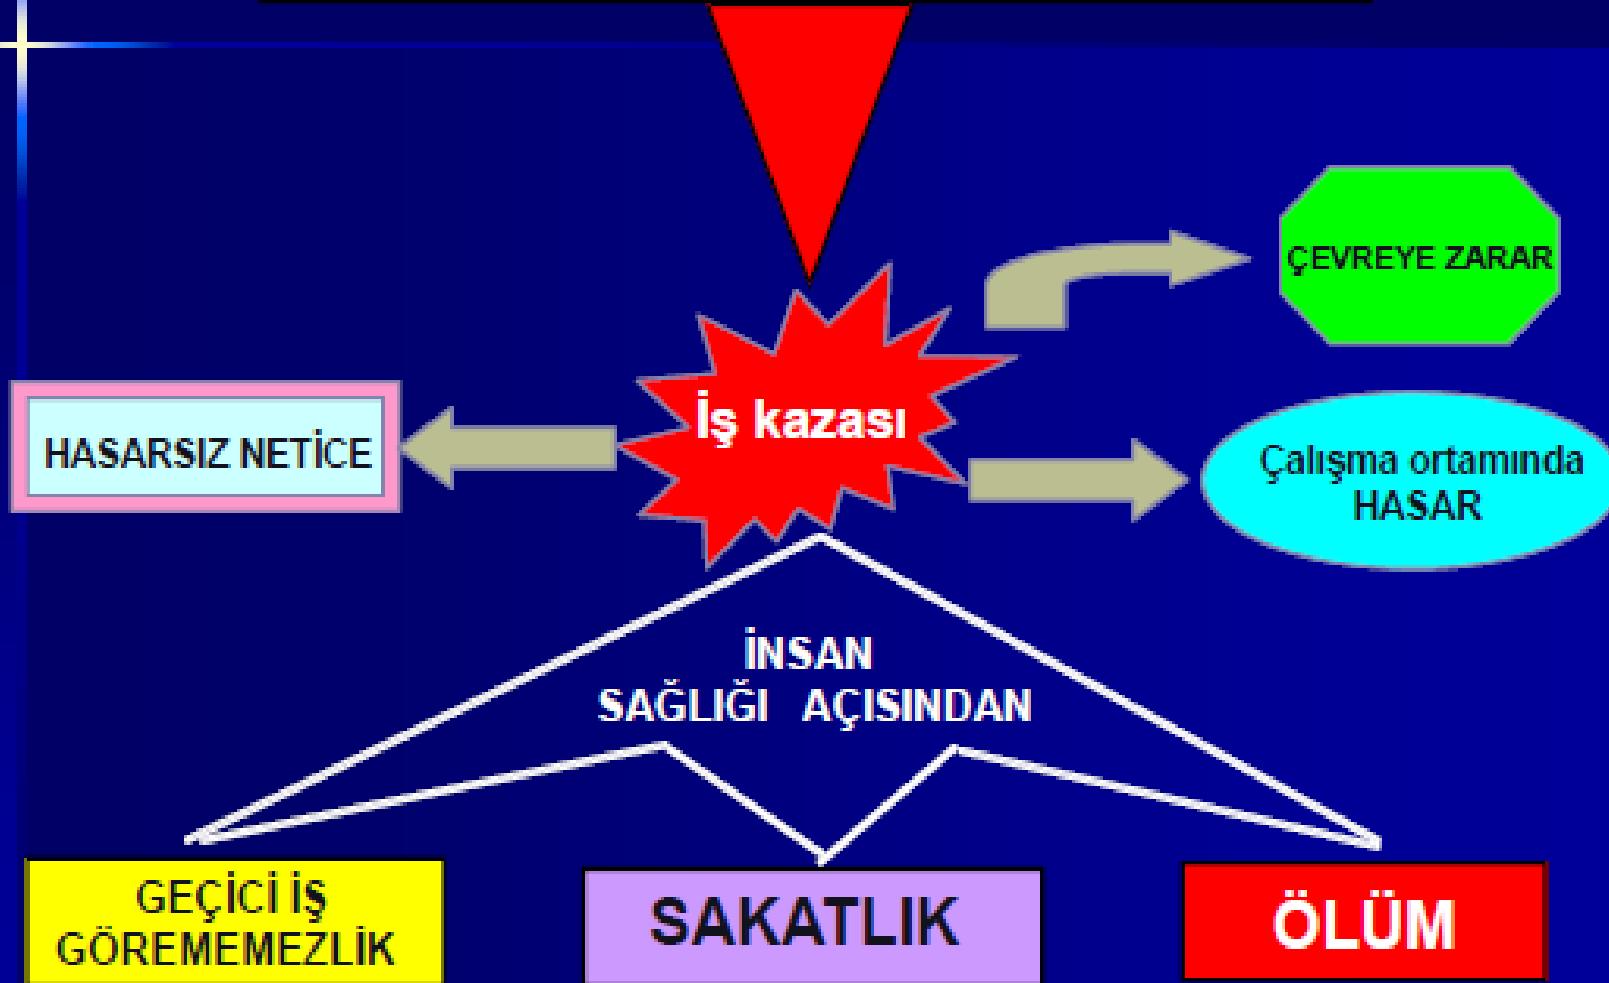 ÇEVREYE ZARAR
İş kazası
HASARSIZ NETİCE
Çalışma ortamında
HASAR
İNSAN
SAĞLIĞI AÇISINDAN
GEÇİCİ İŞ
GÖREMEMEZLİK
SAKATLIK
ÖLÜM